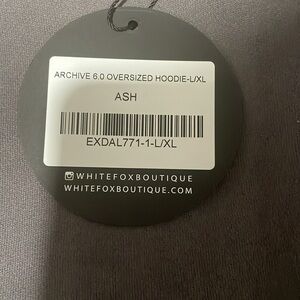 ARCHIVE 6.0 OVERSIZED HOODIE-L/XL
ASH
EXDAL771-1-L/XL
WHITEFOXBOUTIQUE
WHITEFOXBOUTIQUE.COM